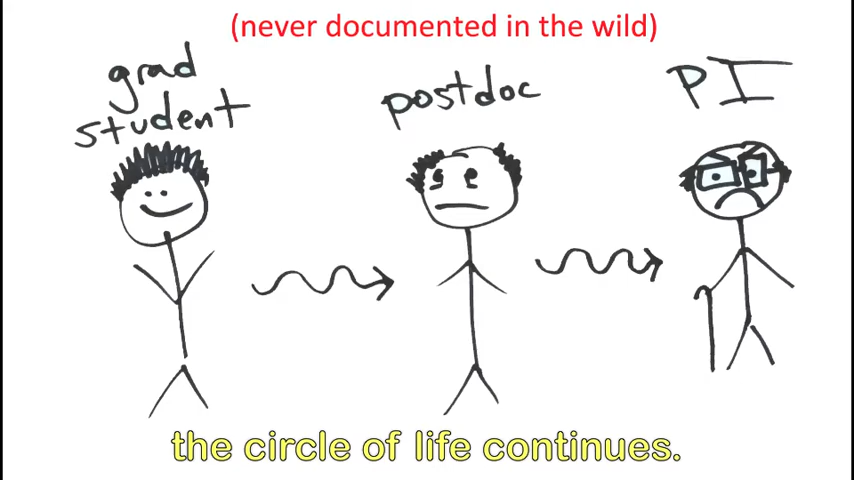 (never documented in the wild)
grad
student
postdoc
PI
the circle of life continues.